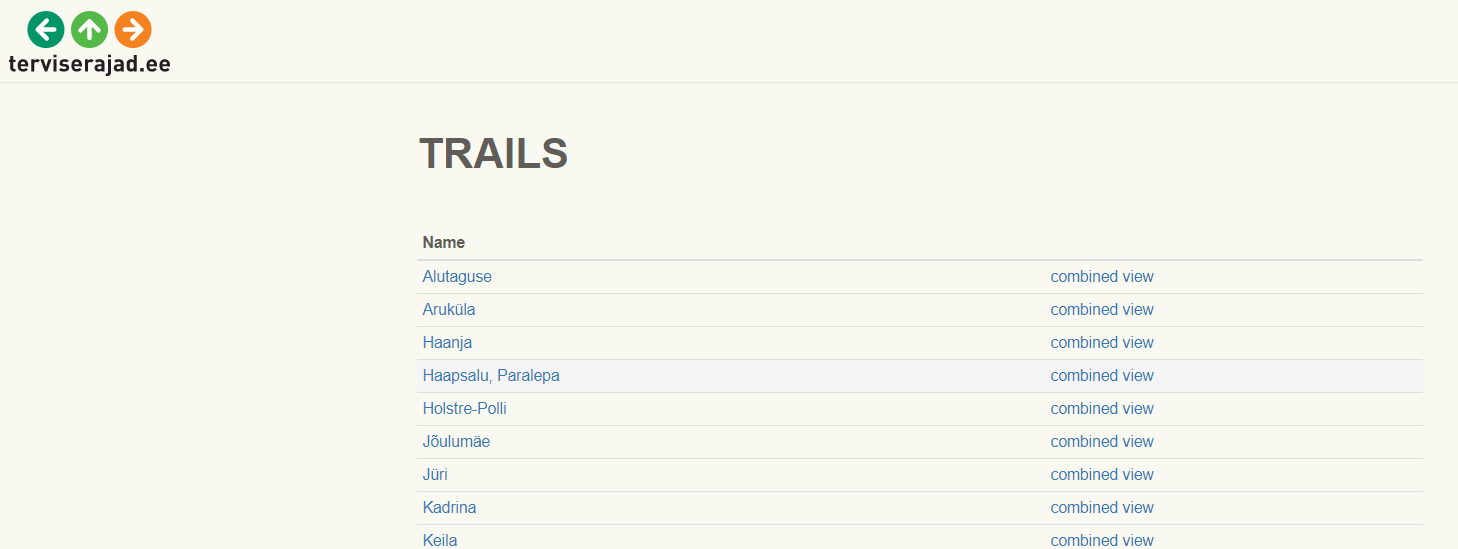 terviserajad.ee
TRAILS
Name
Alutaguse combined view
Aruküla combined view
Haanja combined view
Haapsalu, Paralepa combined view
Holstre-Polli combined view
Jõulumäe combined view
Jüri combined view
Kadrina combined view
Keila combined view